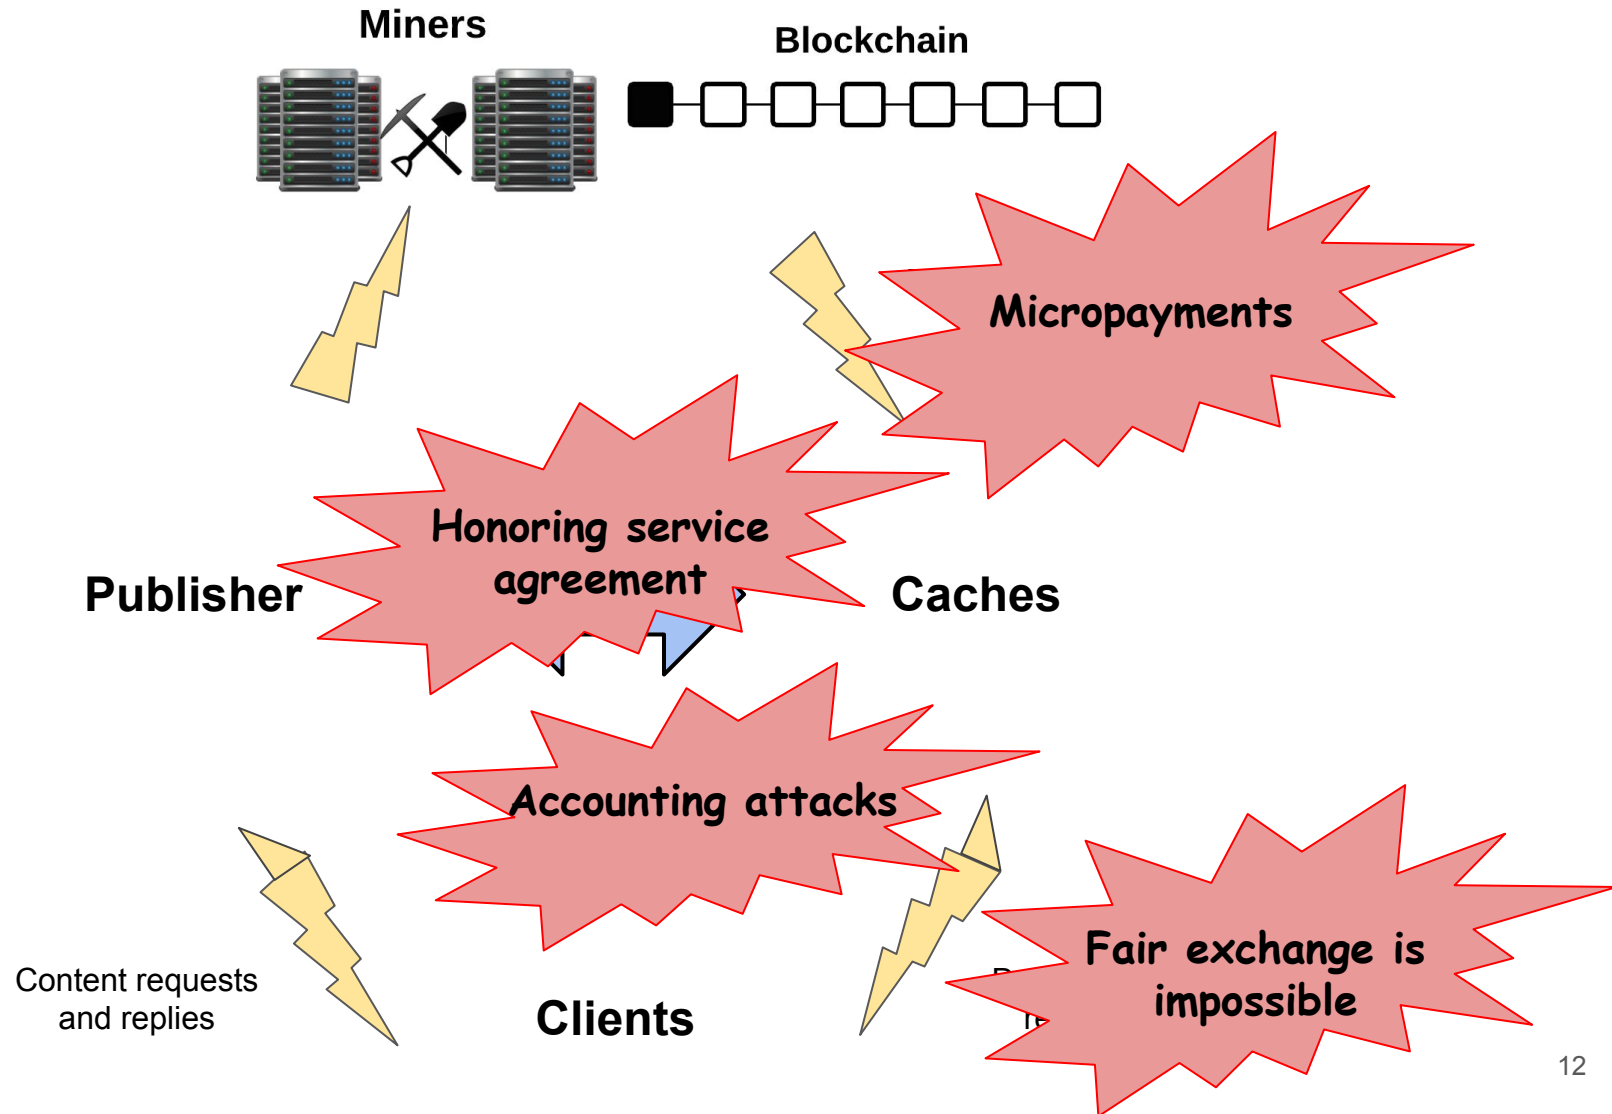 Miners
Blockchain
Micropayments
Honoring service
agreement
Publisher
Caches
Accounting attacks
Fair exchange is
impossible
Content requests
and replies
Clients
12